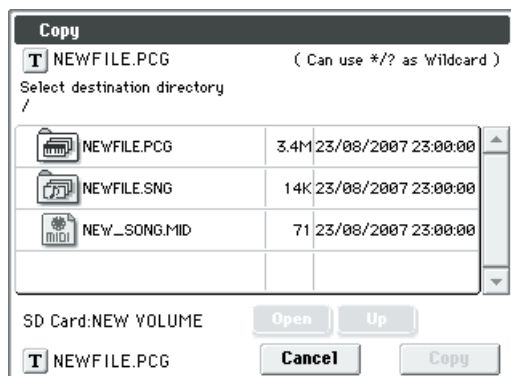 Copy
T NEWFILE.PCG ( Can use */? as Wildcard )
Select destination directory
/
NEWFILE.PCG 3.4M 23/08/2007 23:00:00
NEWFILE.SNG 14K 23/08/2007 23:00:00
MIDI NEW_SONG.MID 71 23/08/2007 23:00:00
SD Card:NEW VOLUME Open Up
T NEWFILE.PCG Cancel Copy